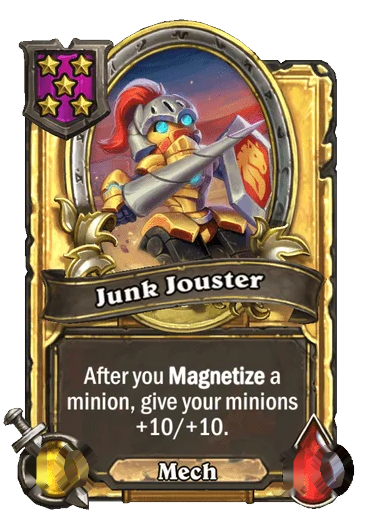 Junk Jouster
After you Magnetize a
minion, give your minions
+10/+10.
Mech